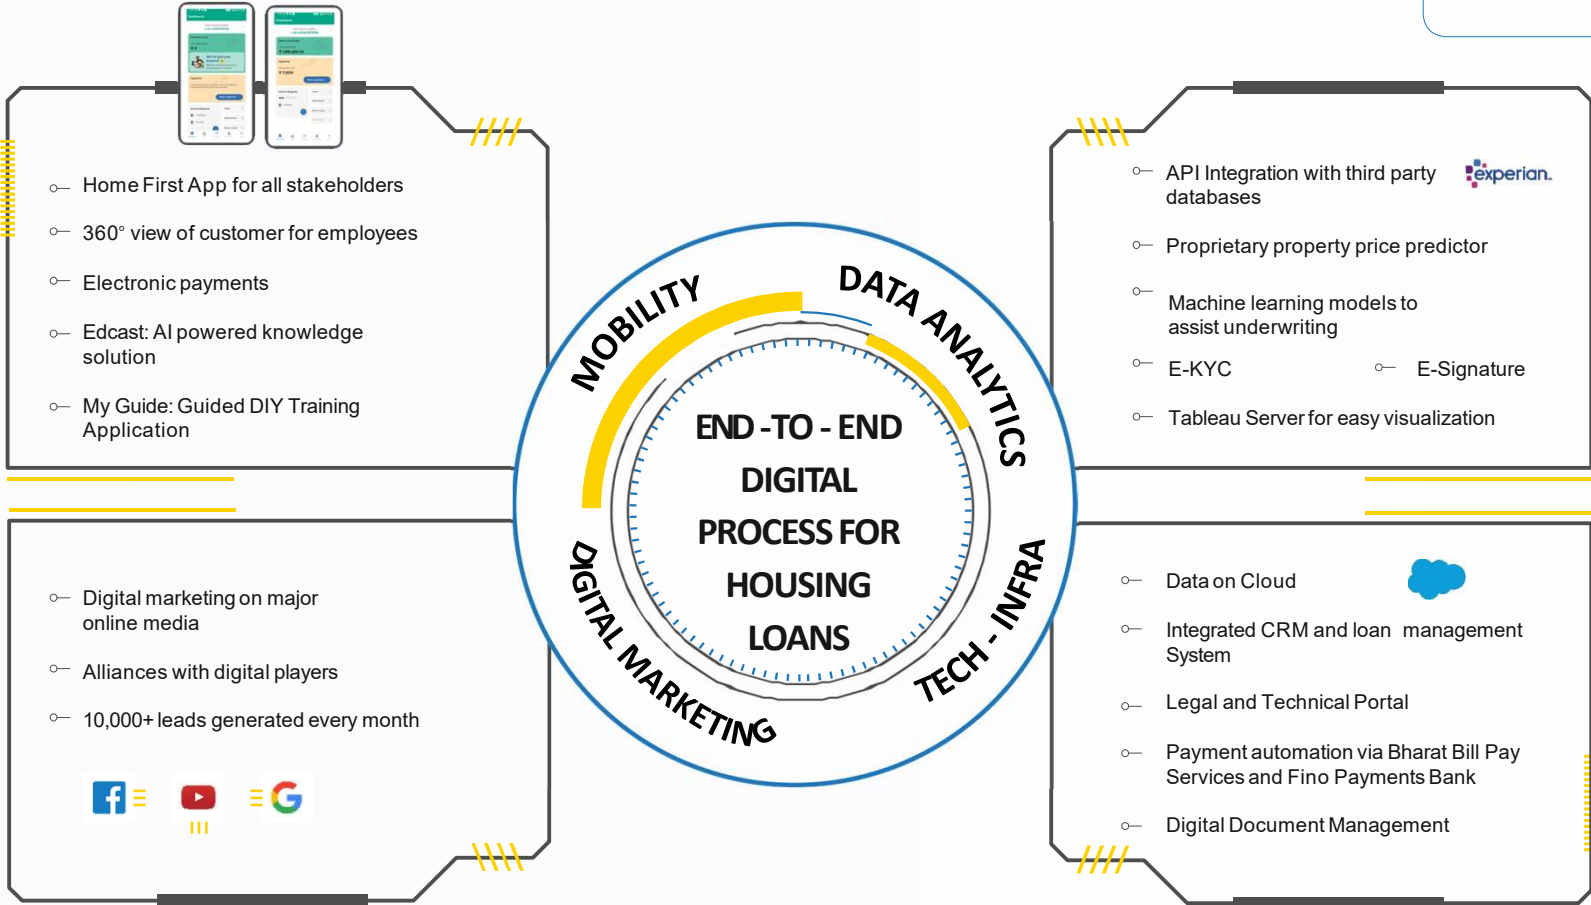 Home First App for all stakeholders
360° view of customer for employees
Electronic payments
Edcast: AI powered knowledge
solution
My Guide: Guided DIY Training
Application
API Integration with third party
databases
experian™
Proprietary property price predictor
Machine learning models to
assist underwriting
E-KYC
E-Signature
Tableau Server for easy visualization
MOBILITY
DATA ANALYTICS
END -TO - END
DIGITAL
PROCESS FOR
HOUSING
LOANS
DIGITAL MARKETING
TECH - INFRA
Digital marketing on major
online media
Alliances with digital players
10,000+ leads generated every month
Data on Cloud
Integrated CRM and loan management
System
Legal and Technical Portal
Payment automation via Bharat Bill Pay
Services and Fino Payments Bank
Digital Document Management